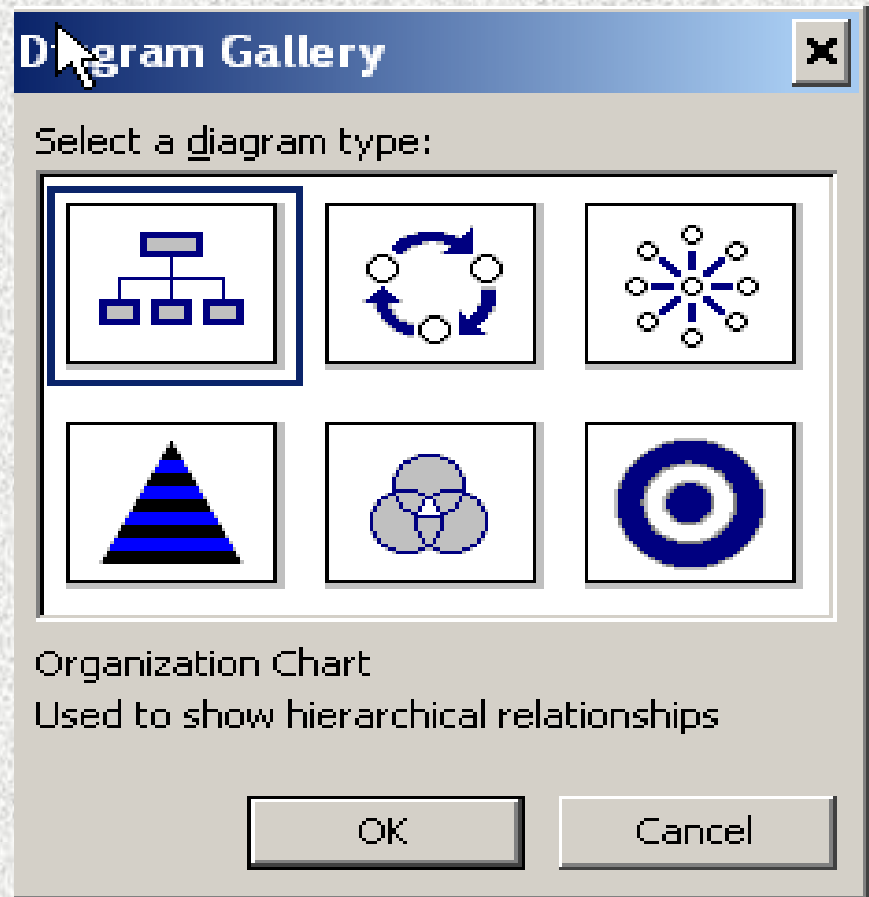 Diagram Gallery
Select a diagram type:
Organization Chart
Used to show hierarchical relationships
OK
Cancel